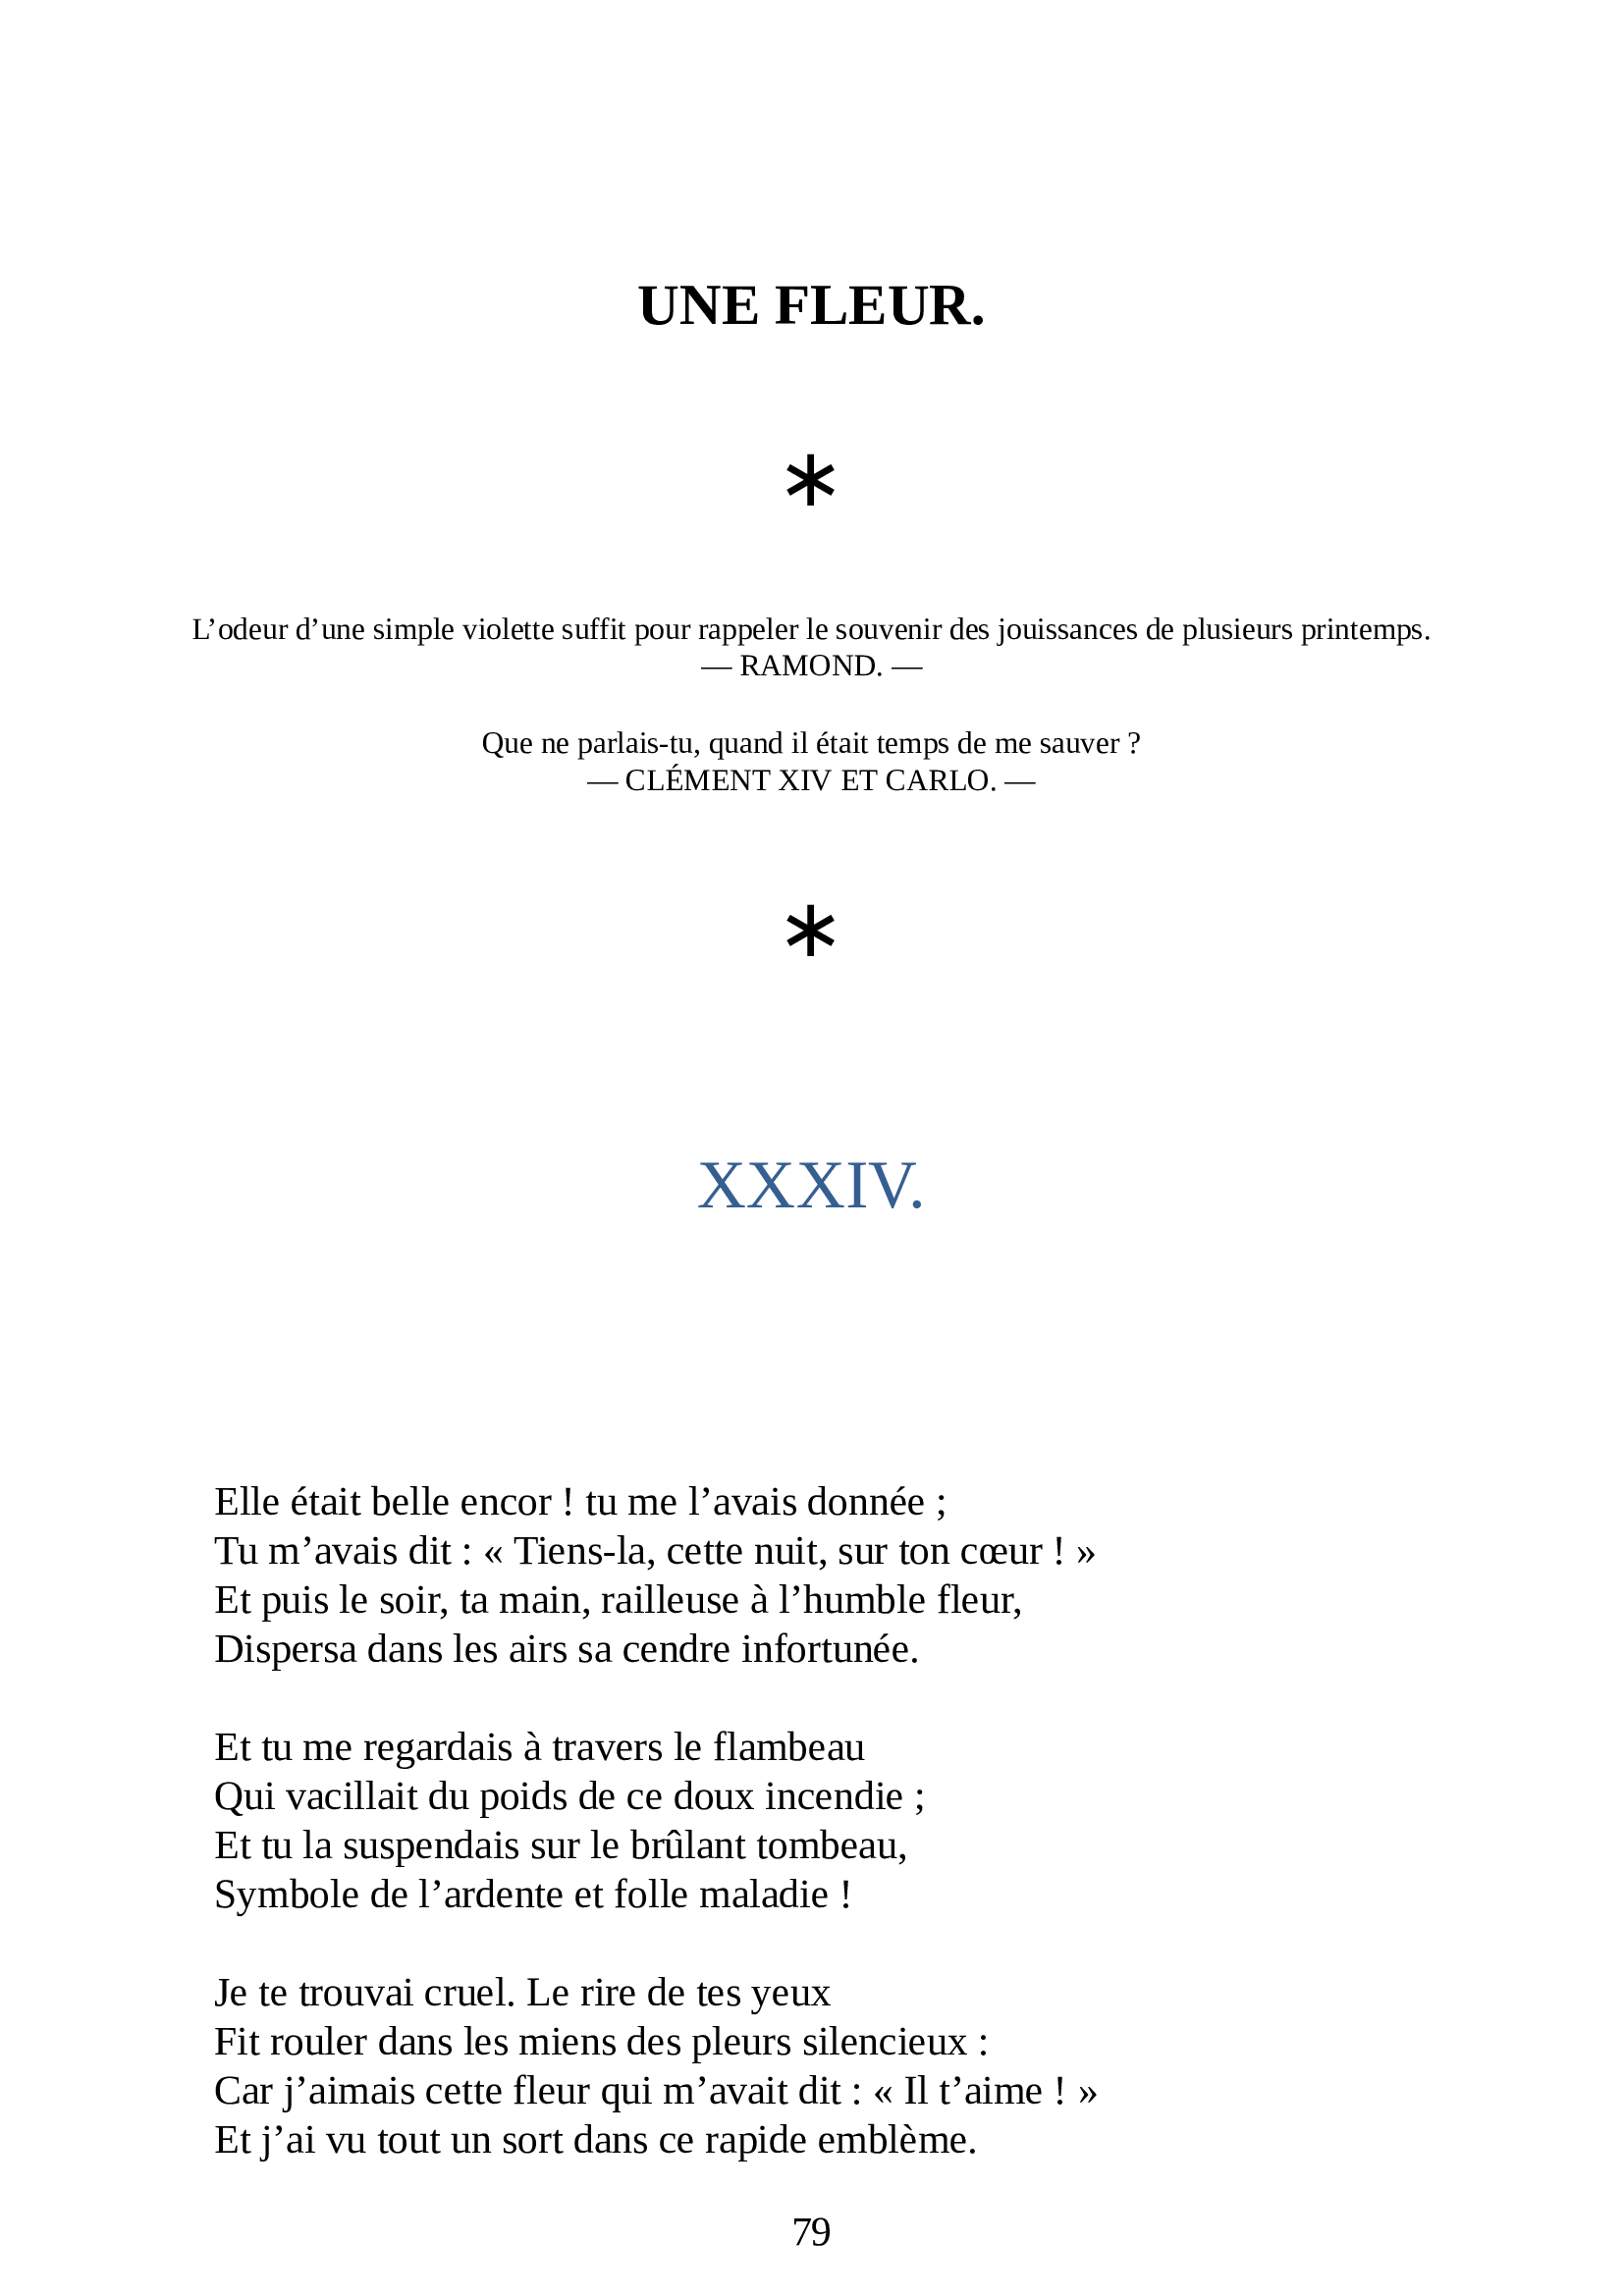 UNE FLEUR.
*
L’odeur d’une simple violette suffit pour rappeler le souvenir des jouissances de plusieurs printemps.
— RAMOND. —
Que ne parlais-tu, quand il était temps de me sauver ?
— CLÉMENT XIV ET CARLO. —
*
XXXIV.
Elle était belle encor ! tu me l’avais donnée ;
Tu m’avais dit : « Tiens-la, cette nuit, sur ton cœur ! »
Et puis le soir, ta main, railleuse à l’humble fleur,
Dispersa dans les airs sa cendre infortunée.
Et tu me regardais à travers le flambeau
Qui vacillait du poids de ce doux incendie ;
Et tu la suspendais sur le brûlant tombeau,
Symbole de l’ardente et folle maladie !
Je te trouvai cruel. Le rire de tes yeux
Fit rouler dans les miens des pleurs silencieux :
Car j’aimais cette fleur qui m’avait dit : « Il t’aime ! »
Et j’ai vu tout un sort dans ce rapide emblème.
79